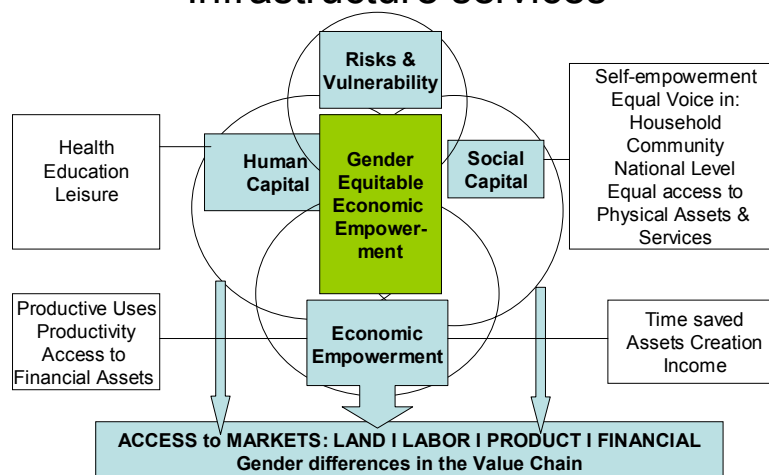 Risks &
Vulnerability
Self-empowerment
Equal Voice in:
Household
Community
National Level
Equal access to
Physical Assets &
Services
Health
Education
Leisure
Human
Capital
Gender
Equitable
Economic
Empower-
ment
Social
Capital
Productive Uses
Productivity
Access to
Financial Assets
Economic
Empowerment
Time saved
Assets Creation
Income
ACCESS to MARKETS: LAND I LABOR I PRODUCT I FINANCIAL
Gender differences in the Value Chain